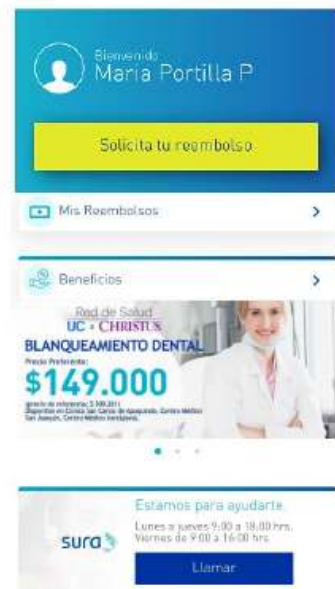 Bienvenido
Maria Portilla P
Solicita tu reembolso
Mis Reembolsos
Beneficios
Red de Salud
UC • CHRISTUS
BLANQUEAMIENTO DENTAL
Precio Preferente:
$149.000
Estamos para ayudarte
Lunes a jueves 9:00 a 18:00 hrs.
Viernes de 9:00 a 16:00 hrs
sura
Llamar